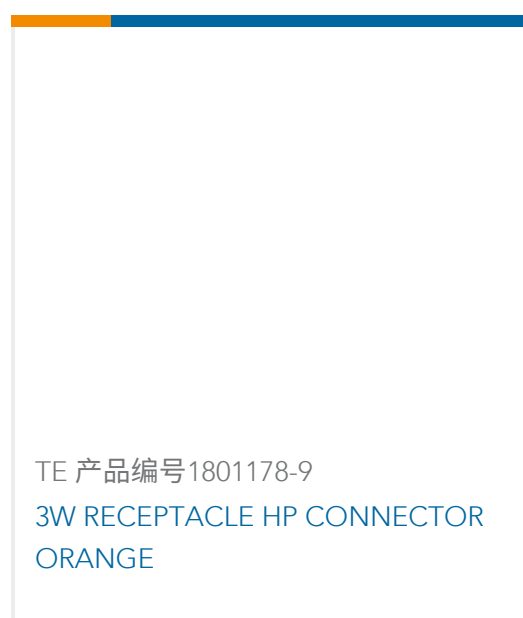 TE 产品编号1801178-9
3W RECEPTACLE HP CONNECTOR
ORANGE